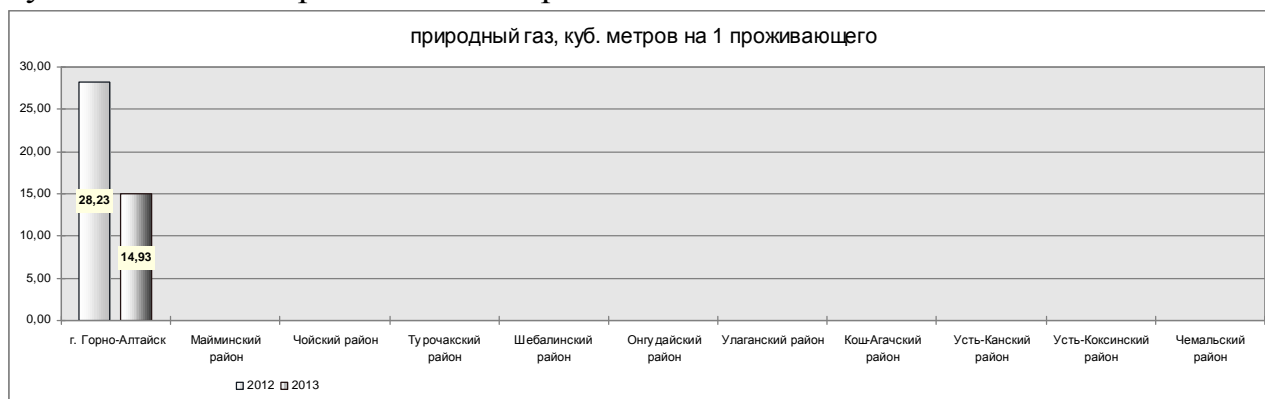 природный газ, куб. метров на 1 проживающего
30,00
25,00
20,00
15,00
10,00
5,00
0,00
28,23
14,93
г. Горно-Алтайск
Майминский район
Чойский район
Турочакский район
Шебалинский район
Онгудайский район
Улаганский район
Кош-Агачский район
Усть-Канский район
Усть-Коксинский район
Чемальский район
2012 2013